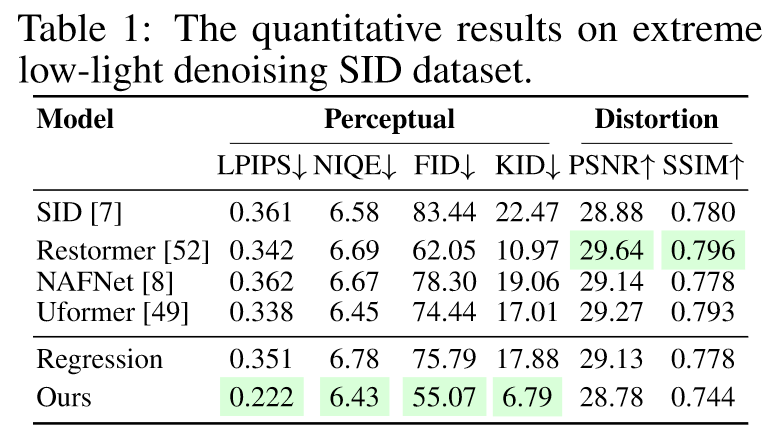 Table 1: The quantitative results on extreme
low-light denoising SID dataset.
Model Perceptual Distortion
LPIPS↓ NIQE↓ FID↓ KID↓ PSNR↑ SSIM↑
SID [7] 0.361 6.58 83.44 22.47 28.88 0.780
Restormer [52] 0.342 6.69 62.05 10.97 29.64 0.796
NAFNet [8] 0.362 6.67 78.30 19.06 29.14 0.778
Uformer [49] 0.338 6.45 74.44 17.01 29.27 0.793
Regression 0.351 6.78 75.79 17.88 29.13 0.778
Ours 0.222 6.43 55.07 6.79 28.78 0.744